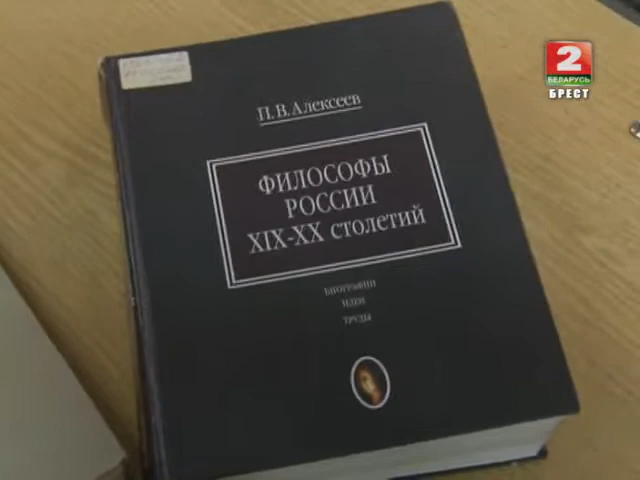 2
БЕЛАРУСЬ
БРЕСТ
П.В.Алексеев
ФИЛОСОФЫ
РОССИИ
XIX-XX столетий
БИОГРАФИИ
ИДЕИ
ТРУДЫ